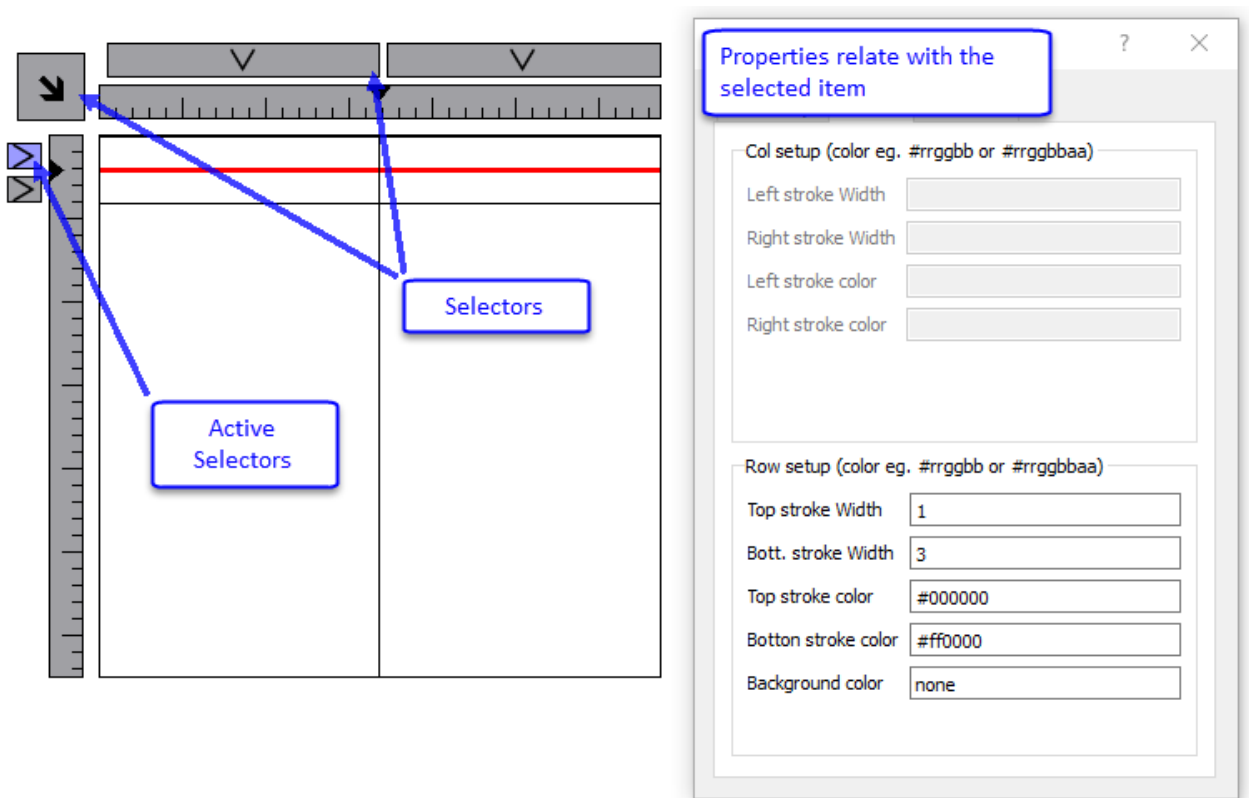 Properties relate with the
selected item
?
Col setup (color eg. #rrggbb or #rrggbbaa)
Left stroke Width
Right stroke Width
Left stroke color
Right stroke color
Selectors
Active
Selectors
Row setup (color eg. #rrggbb or #rrggbbaa)
Top stroke Width 1
Bott. stroke Width 3
Top stroke color #000000
Botton stroke color #ff0000
Background color none